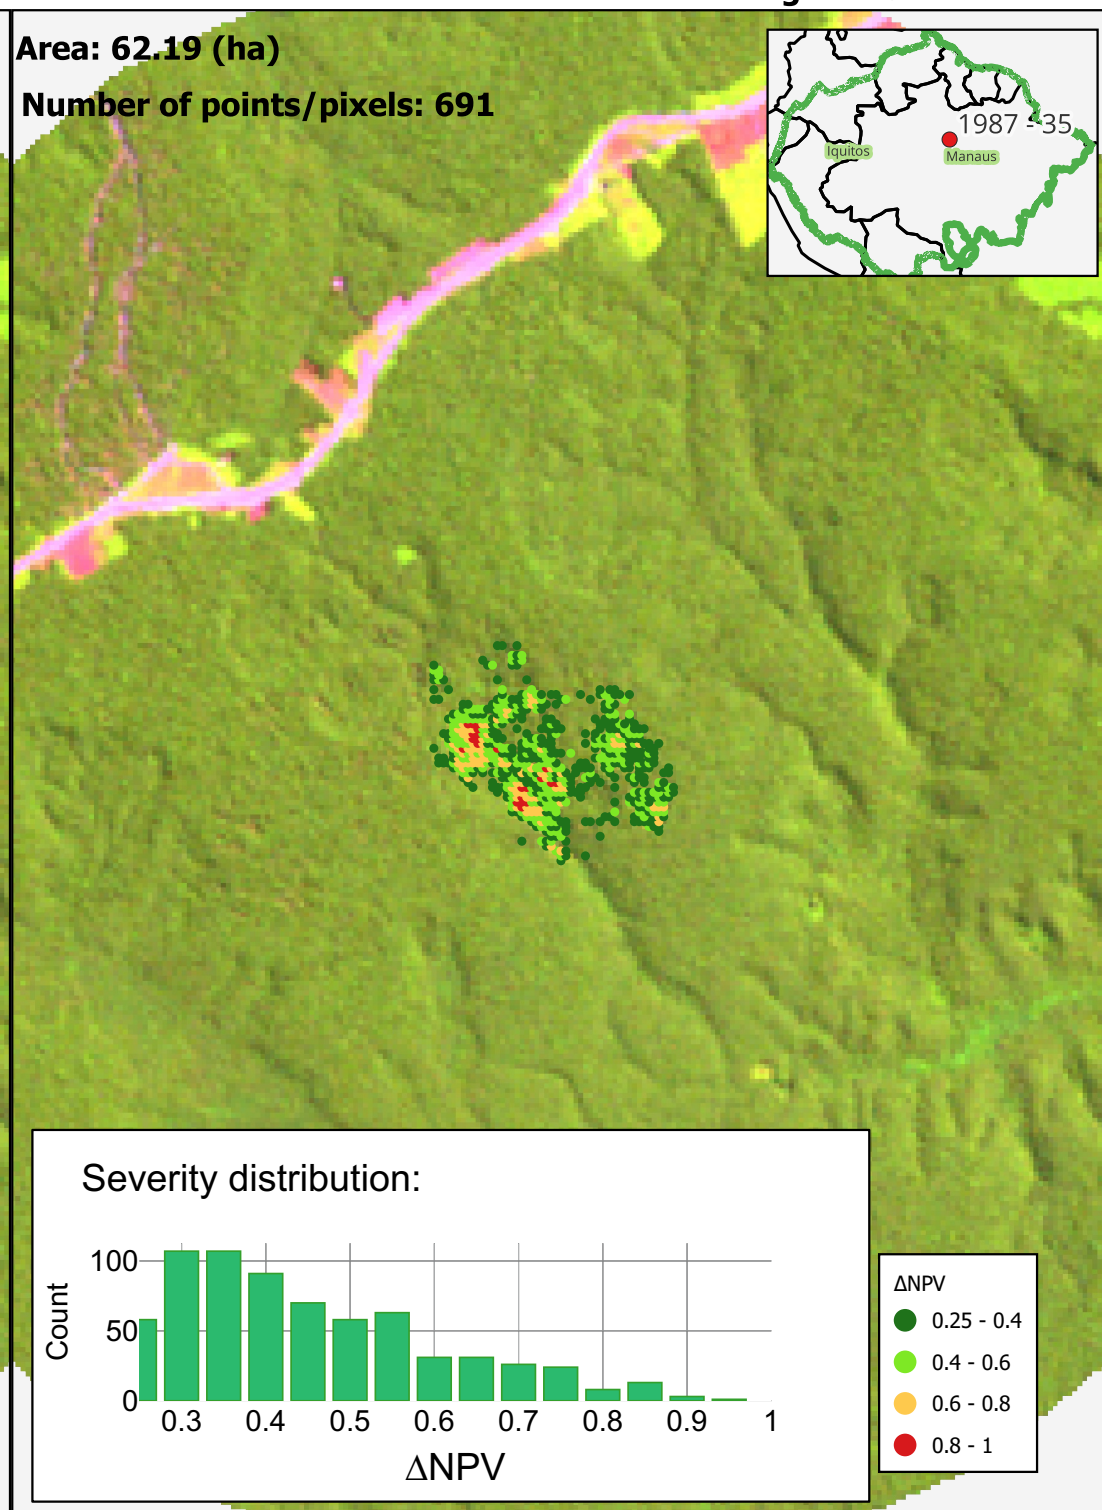 Area: 62.19 (ha)
Number of points/pixels: 691
1987 - 35
Iquitos
Manaus
Severity distribution:
Count
100
50
0
0.3 0.4 0.5 0.6 0.7 0.8 0.9 1
ΔNPV
ΔNPV
0.25 - 0.4
0.4 - 0.6
0.6 - 0.8
0.8 - 1